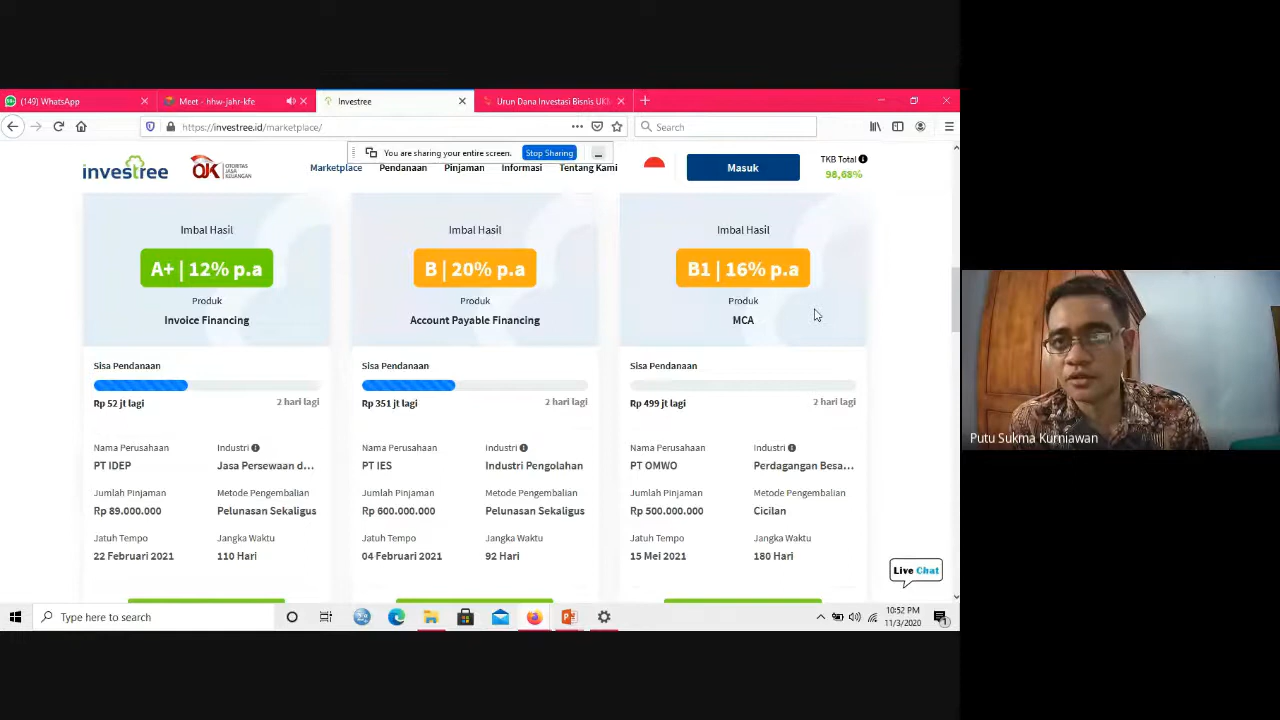 (149) WhatsApp
Meet - hhw-jahr-kfe
Investree
Urun Dana Investasi Bisnis UKM
https://investree.id/marketplace/
Search
You are sharing your entire screen.
Stop Sharing
investree
OJK OTORITAS JASA KEUANGAN
Marketplace
Pendanaan
Pinjaman
Informasi
Tentang Kami
Masuk
TKB Total
98,68%
Imbal Hasil
A+ | 12% p.a
Produk
Invoice Financing
Sisa Pendanaan
Rp 52 jt lagi
2 hari lagi
Nama Perusahaan
Industri
PT IDEP
Jasa Persewaan d...
Jumlah Pinjaman
Metode Pengembalian
Rp 89.000.000
Pelunasan Sekaligus
Jatuh Tempo
Jangka Waktu
22 Februari 2021
110 Hari
Imbal Hasil
B | 20% p.a
Produk
Account Payable Financing
Sisa Pendanaan
Rp 351 jt lagi
2 hari lagi
Nama Perusahaan
Industri
PT IES
Industri Pengolahan
Jumlah Pinjaman
Metode Pengembalian
Rp 600.000.000
Pelunasan Sekaligus
Jatuh Tempo
Jangka Waktu
04 Februari 2021
92 Hari
Imbal Hasil
B1 | 16% p.a
Produk
MCA
Sisa Pendanaan
Rp 499 jt lagi
2 hari lagi
Nama Perusahaan
Industri
PT OMWO
Perdagangan Besa...
Jumlah Pinjaman
Metode Pengembalian
Rp 500.000.000
Cicilan
Jatuh Tempo
Jangka Waktu
15 Mei 2021
180 Hari
Live Chat
Type here to search
10:52 PM
11/3/2020
Putu Sukma Kurniawan